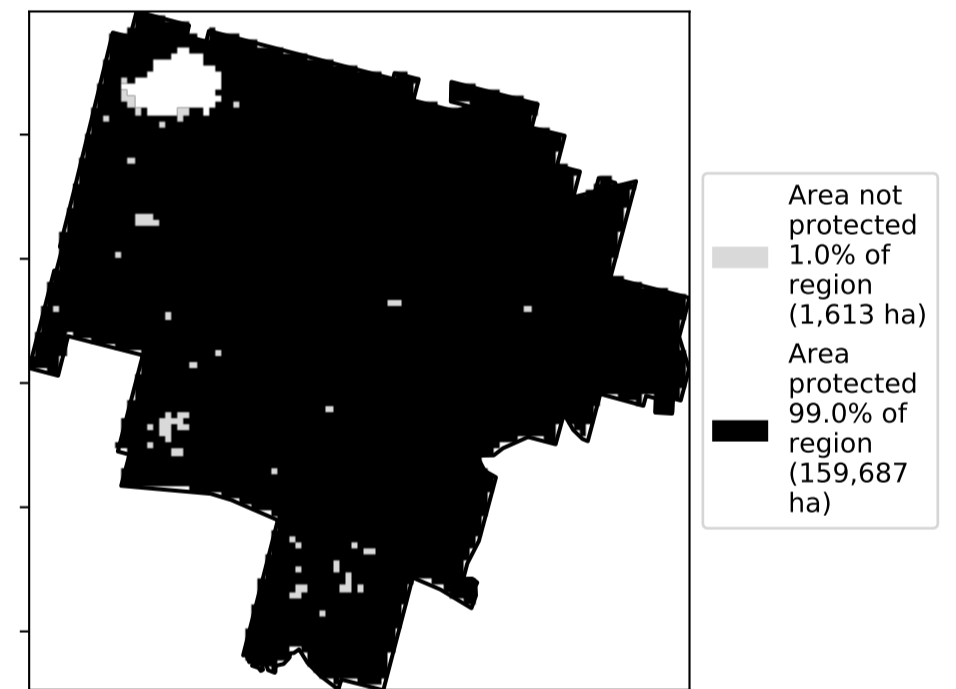 Area not
protected
1.0% of
region
(1,613 ha)
Area
protected
99.0% of
region
(159,687
ha)